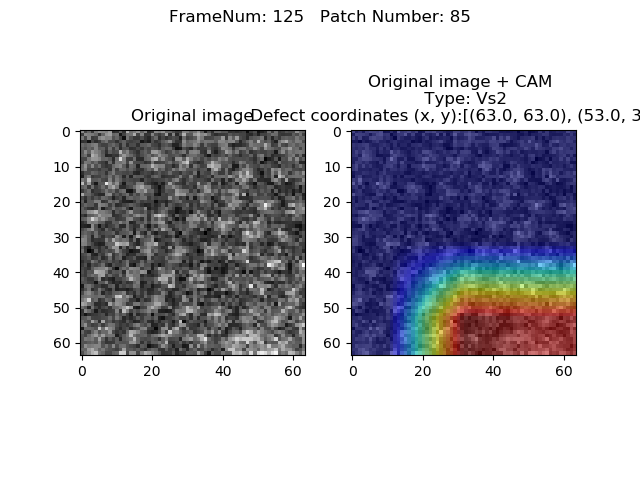 FrameNum: 125   Patch Number: 85
Original image + CAM
Type: Vs2
Original image
Defect coordinates (x, y):[(63.0, 63.0), (53.0, 3
0
10
20
30
40
50
60
0 20 40 60
0
10
20
30
40
50
60
0 20 40 60